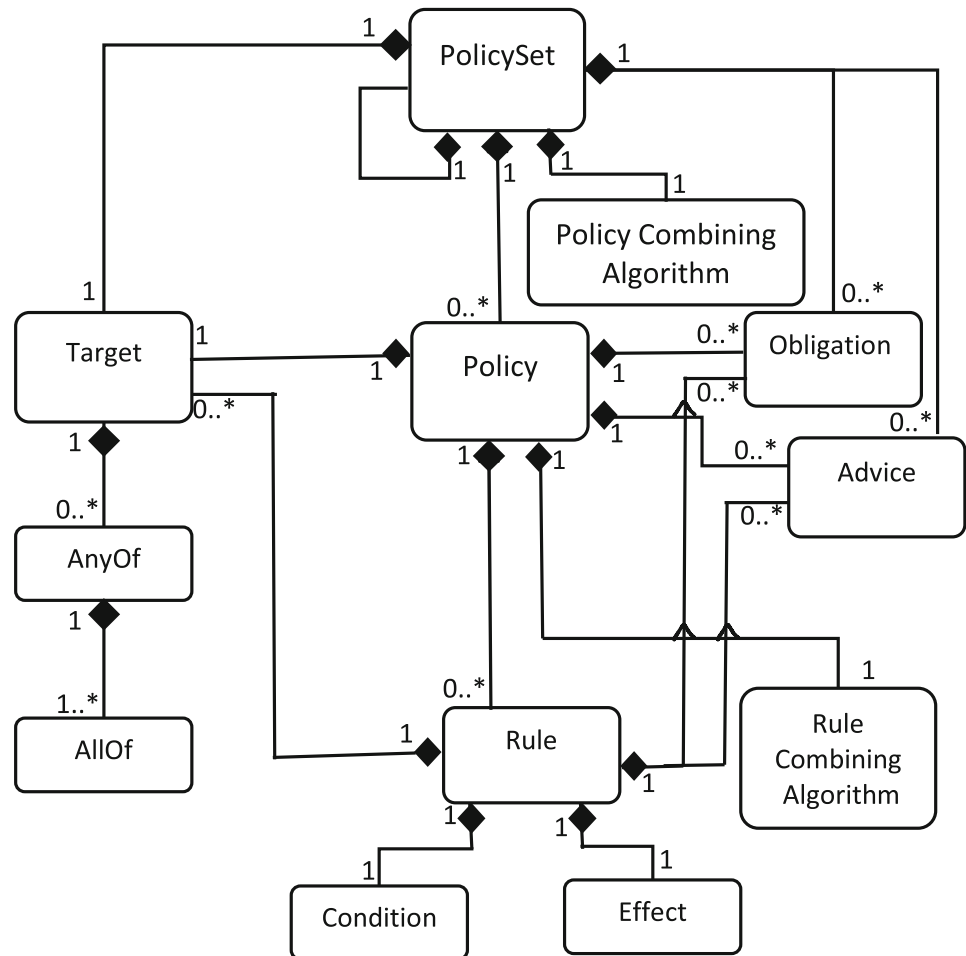 1
PolicySet
1
1
1
1
1
Policy Combining
Algorithm
1
0..*
0..*
Target
1
1
Policy
0..*
1
Obligation
0..*
0..*
1
0..*
0..*
Advice
0..*
1
0..*
AnyOf
1
1..*
AllOf
1
1
0..*
1
Rule
1
1
Rule
Combining
Algorithm
1
1
1
Condition
1
Effect